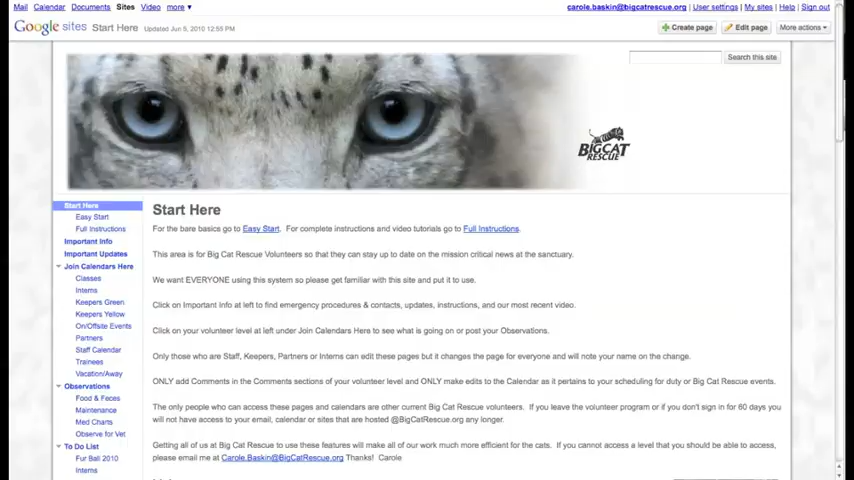 Mail Calendar Documents Sites Video more ▼ carole.baskin@bigcatrescue.org | User settings | My sites | Help | Sign out
Google sites Start Here Updated Jun 5, 2010 12:55 PM Create page Edit page More actions ▼
Search this site
BIGCAT
RESCUE
Start Here
Easy Start
Full Instructions
Important Info
Important Updates
Join Calendars Here
Classes
Interns
Keepers Green
Keepers Yellow
On/Offsite Events
Partners
Staff Calendar
Trainees
Vacation/Away
Observations
Food & Feces
Maintenance
Med Charts
Observe for Vet
To Do List
Fur Ball 2010
Interns
Start Here
For the bare basics go to Easy Start. For complete instructions and video tutorials go to Full Instructions.
This area is for Big Cat Rescue Volunteers so that they can stay up to date on the mission critical news at the sanctuary.
We want EVERYONE using this system so please get familiar with this site and put it to use.
Click on Important Info at left to find emergency procedures & contacts, updates, instructions, and our most recent video.
Click on your volunteer level at left under Join Calendars Here to see what is going on or post your Observations.
Only those who are Staff, Keepers, Partners or Interns can edit these pages but it changes the page for everyone and will note your name on the change.
ONLY add Comments in the Comments sections of your volunteer level and ONLY make edits to the Calendar as it pertains to your scheduling for duty or Big Cat Rescue events.
The only people who can access these pages and calendars are other current Big Cat Rescue volunteers. If you leave the volunteer program or if you don't sign in for 60 days you
will not have access to your email, calendar or sites that are hosted @BigCatRescue.org any longer.
Getting all of us at Big Cat Rescue to use these features will make all of our work much more efficient for the cats. If you cannot access a level that you should be able to access,
please email me at Carole.Baskin@BigCatRescue.org Thanks! Carole